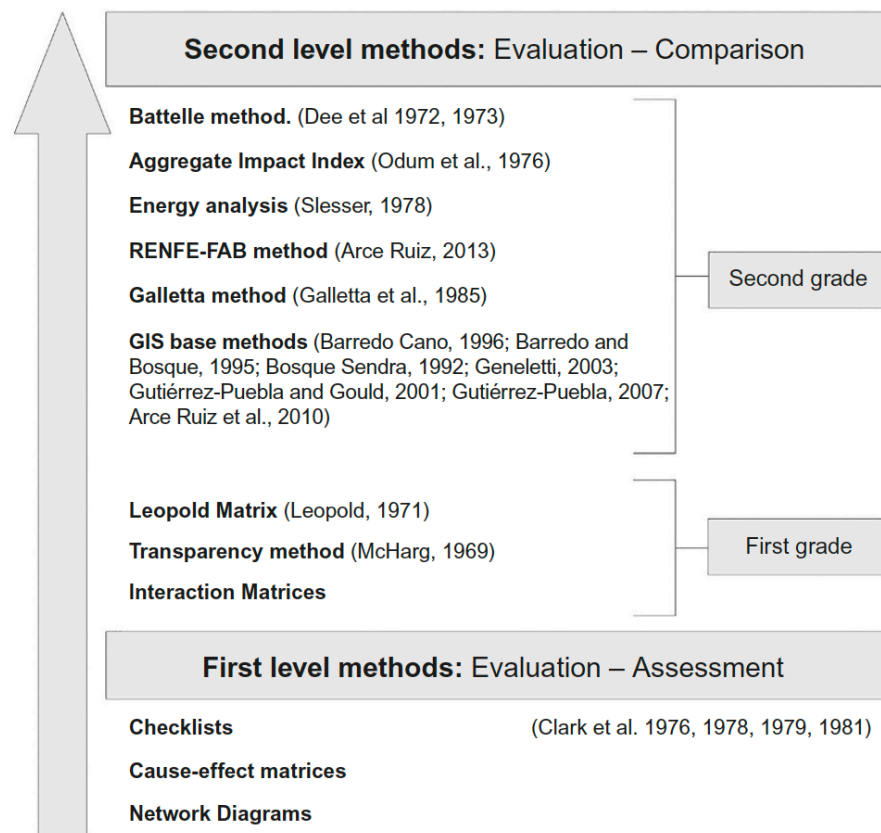 Second level methods: Evaluation – Comparison
Battelle method. (Dee et al 1972, 1973)
Aggregate Impact Index (Odum et al., 1976)
Energy analysis (Slesser, 1978)
RENFE-FAB method (Arce Ruiz, 2013)
Galletta method (Galletta et al., 1985)
GIS base methods (Barredo Cano, 1996; Barredo and
Bosque, 1995; Bosque Sendra, 1992; Geneletti, 2003;
Gutiérrez-Puebla and Gould, 2001; Gutiérrez-Puebla, 2007;
Arce Ruiz et al., 2010)
Second grade
Leopold Matrix (Leopold, 1971)
Transparency method (McHarg, 1969)
Interaction Matrices
First grade
First level methods: Evaluation – Assessment
Checklists (Clark et al. 1976, 1978, 1979, 1981)
Cause-effect matrices
Network Diagrams